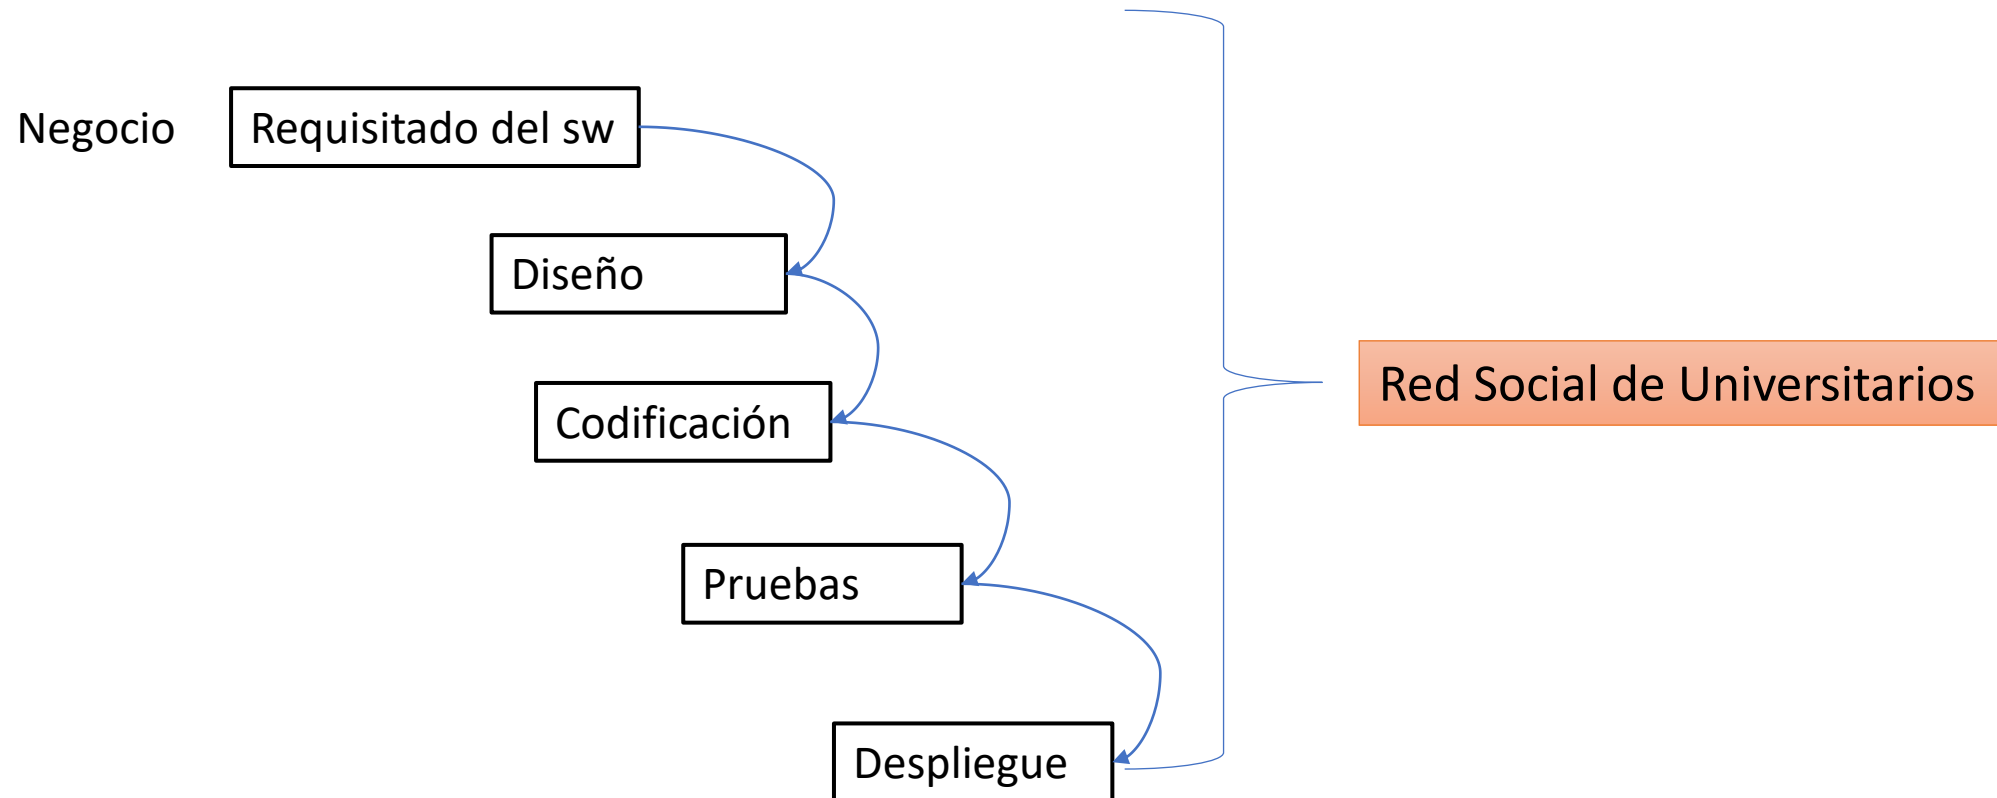 Negocio
Requisitado del sw
Diseño
Codificación
Pruebas
Despliegue
Red Social de Universitarios